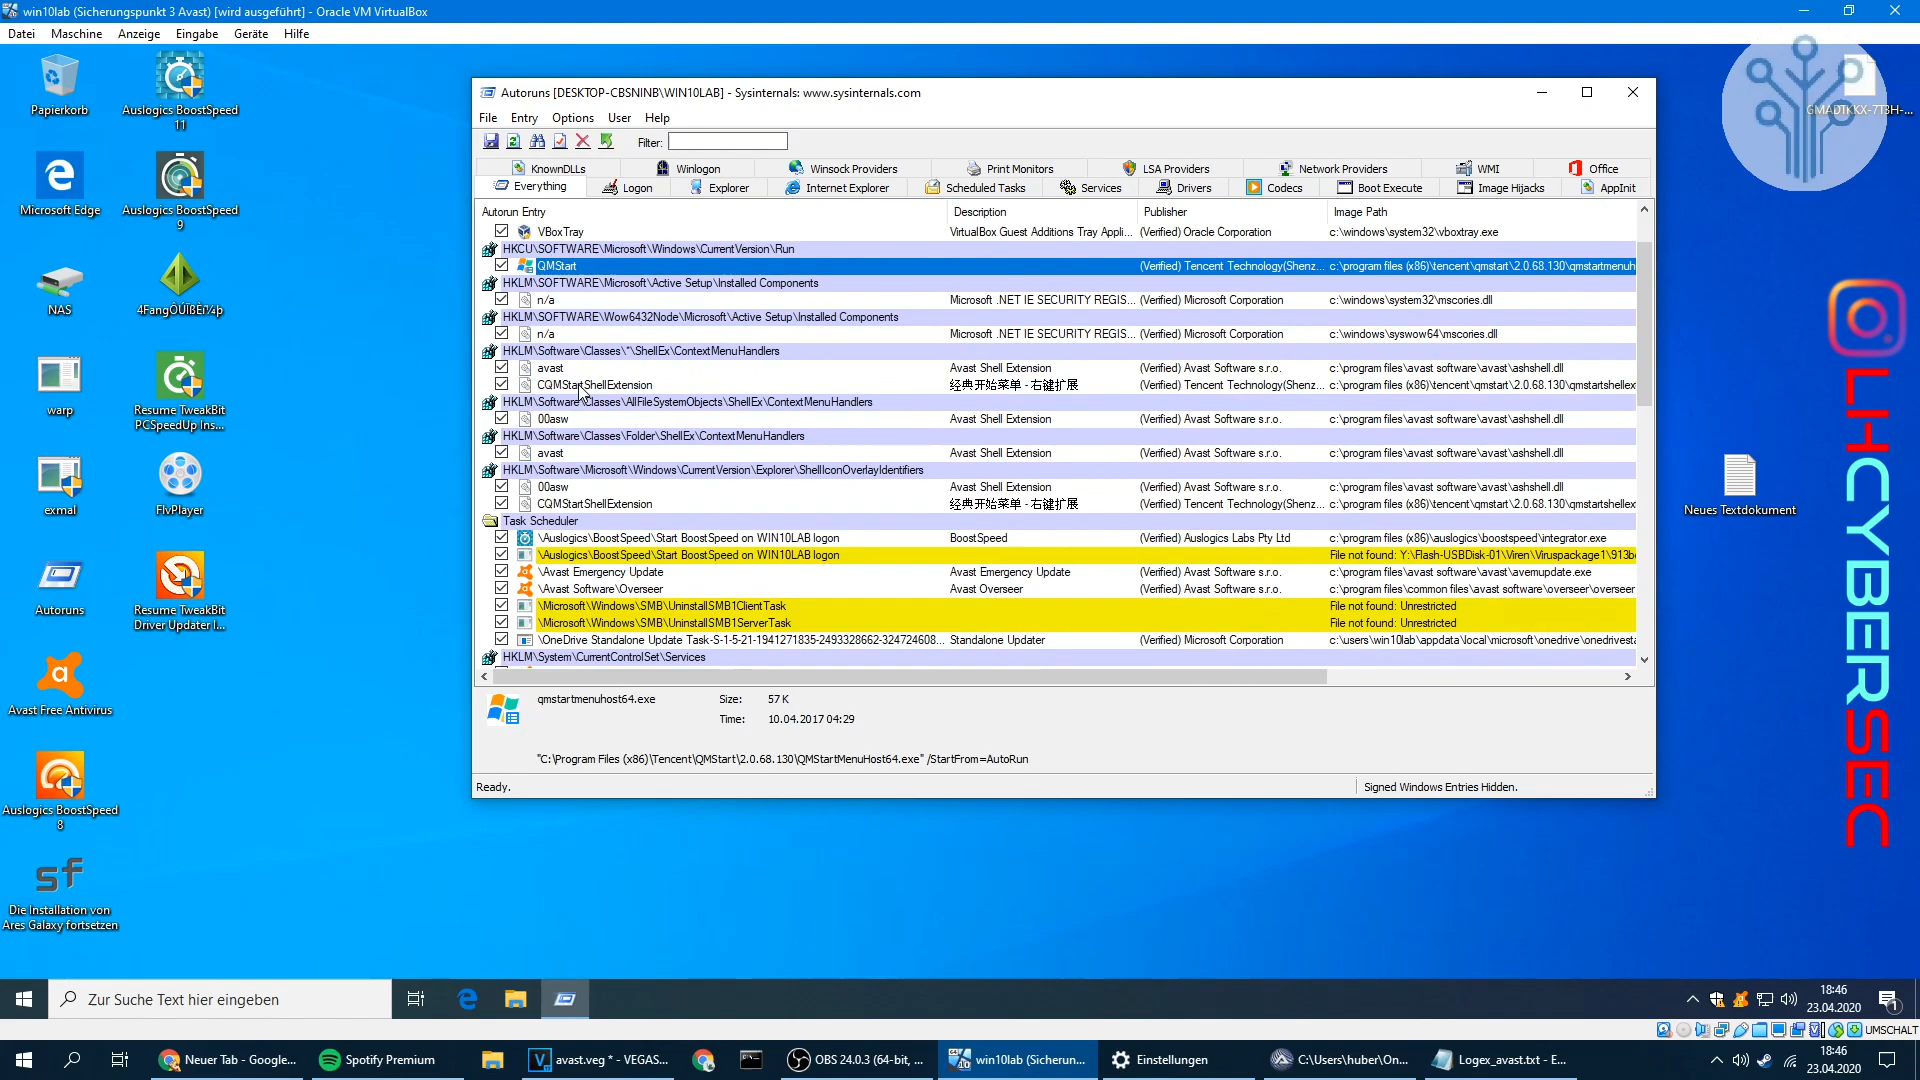 win10lab (Sicherungspunkt 3 Avast) [wird ausgeführt] - Oracle VM VirtualBox
Datei Maschine Anzeige Eingabe Geräte Hilfe
Papierkorb
Auslogics BoostSpeed 11
Microsoft Edge
Auslogics BoostSpeed 9
NAS
4FangÔÚÏßÈí¼þ
warp
Resume TweakBit PCSpeedUp Ins...
exmal
FlvPlayer
Autoruns
Resume TweakBit Driver Updater I...
Avast Free Antivirus
Auslogics BoostSpeed 8
sf
Die Installation von Ares Galaxy fortsetzen
Autoruns [DESKTOP-CBSNINB\WIN10LAB] - Sysinternals: www.sysinternals.com
File Entry Options User Help
Filter:
KnownDLLs Winlogon Winsock Providers Print Monitors LSA Providers Network Providers WMI Office
Everything Logon Explorer Internet Explorer Scheduled Tasks Services Drivers Codecs Boot Execute Image Hijacks AppInit
Autorun Entry Description Publisher Image Path
VBoxTray VirtualBox Guest Additions Tray Appli... (Verified) Oracle Corporation c:\windows\system32\vboxtray.exe
HKCU\SOFTWARE\Microsoft\Windows\CurrentVersion\Run
QMStart (Verified) Tencent Technology(Shenz... c:\program files (x86)\tencent\qmstart\2.0.68.130\qmstartmenuh
HKLM\SOFTWARE\Microsoft\Active Setup\Installed Components
n/a Microsoft .NET IE SECURITY REGIS... (Verified) Microsoft Corporation c:\windows\system32\mscories.dll
HKLM\SOFTWARE\Wow6432Node\Microsoft\Active Setup\Installed Components
n/a Microsoft .NET IE SECURITY REGIS... (Verified) Microsoft Corporation c:\windows\syswow64\mscories.dll
HKLM\Software\Classes\*\ShellEx\ContextMenuHandlers
avast Avast Shell Extension (Verified) Avast Software s.r.o. c:\program files\avast software\avast\ashshell.dll
CQMStartShellExtension 经典开始菜单 - 右键扩展 (Verified) Tencent Technology(Shenz... c:\program files (x86)\tencent\qmstart\2.0.68.130\qmstartshellex
HKLM\Software\Classes\AllFileSystemObjects\ShellEx\ContextMenuHandlers
00asw Avast Shell Extension (Verified) Avast Software s.r.o. c:\program files\avast software\avast\ashshell.dll
HKLM\Software\Classes\Folder\ShellEx\ContextMenuHandlers
avast Avast Shell Extension (Verified) Avast Software s.r.o. c:\program files\avast software\avast\ashshell.dll
HKLM\Software\Microsoft\Windows\CurrentVersion\Explorer\ShellIconOverlayIdentifiers
00asw Avast Shell Extension (Verified) Avast Software s.r.o. c:\program files\avast software\avast\ashshell.dll
CQMStartShellExtension 经典开始菜单 - 右键扩展 (Verified) Tencent Technology(Shenz... c:\program files (x86)\tencent\qmstart\2.0.68.130\qmstartshellex
Task Scheduler
\Auslogics\BoostSpeed\Start BoostSpeed on WIN10LAB logon BoostSpeed (Verified) Auslogics Labs Pty Ltd c:\program files (x86)\auslogics\boostspeed\integrator.exe
\Auslogics\BoostSpeed\Start BoostSpeed on WIN10LAB logon File not found: Y:\Flash-USBDisk-01\Viren\Viruspackage1\913b
\Avast Emergency Update Avast Emergency Update (Verified) Avast Software s.r.o. c:\program files\avast software\avast\avemupdate.exe
\Avast Software\Overseer Avast Overseer (Verified) Avast Software s.r.o. c:\program files\common files\avast software\overseer\overseer
\Microsoft\Windows\SMB\UninstallSMB1ClientTask File not found: Unrestricted
\Microsoft\Windows\SMB\UninstallSMB1ServerTask File not found: Unrestricted
\OneDrive Standalone Update Task-S-1-5-21-1941271835-2493328662-324724608... Standalone Updater (Verified) Microsoft Corporation c:\users\win10lab\appdata\local\microsoft\onedrive\onedrivesta
HKLM\System\CurrentControlSet\Services
qmstartmenuhost64.exe Size: 57 K
Time: 10.04.2017 04:29
"C:\Program Files (x86)\Tencent\QMStart\2.0.68.130\QMStartMenuHost64.exe" /StartFrom=AutoRun
Ready. Signed Windows Entries Hidden.
GMADTKKX-7T3H-...
Neues Textdokument
LIHCYBERSEC
Zur Suche Text hier eingeben
18:46
23.04.2020
1
UMSCHALT
Neuer Tab - Google... Spotify Premium avast.veg * - VEGAS... OBS 24.0.3 (64-bit, ... win10lab (Sicherun... Einstellungen C:\Users\huber\On... Logex_avast.txt - E...
18:46
23.04.2020